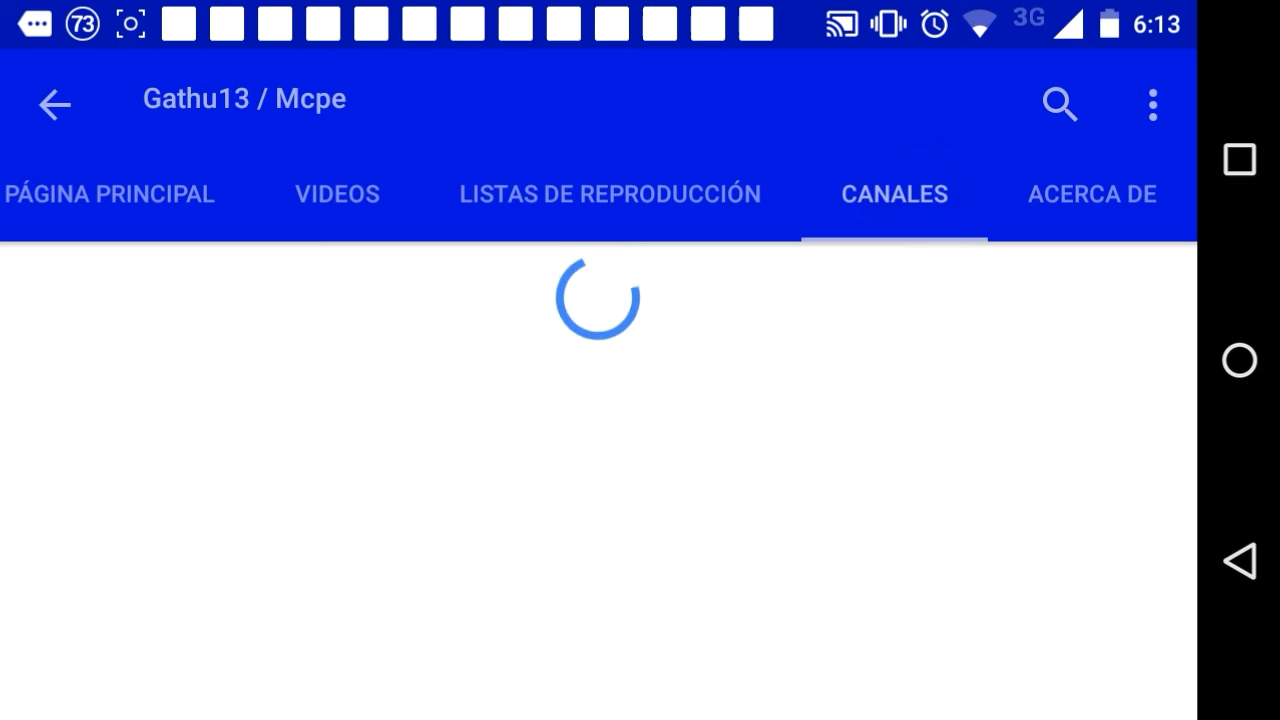 73
3G
6:13
Gathu13 / Mcpe
PÁGINA PRINCIPAL
VIDEOS
LISTAS DE REPRODUCCIÓN
CANALES
ACERCA DE